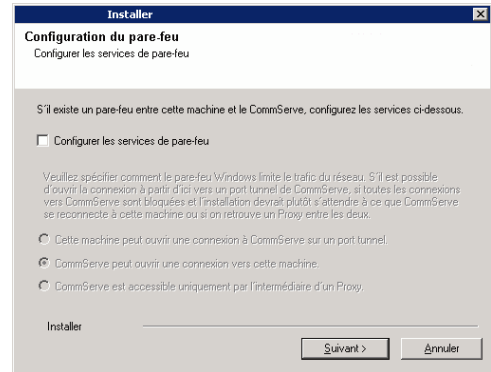 Installer
Configuration du pare-feu
Configurer les services de pare-feu
S'il existe un pare-feu entre cette machine et le CommServe, configurez les services ci-dessous.
Configurer les services de pare-feu
Veuillez spécifier comment le pare-feu Windows limite le trafic du réseau. S'il est possible
d'ouvrir la connexion à partir d'ici vers un port tunnel de CommServe, si toutes les connexions
vers CommServe sont bloquées et l'installation devrait plutôt s'attendre à ce que CommServe
se reconnecte à cette machine ou si on retrouve un Proxy entre les deux.
Cette machine peut ouvrir une connexion à CommServe sur un port tunnel.
CommServe peut ouvrir une connexion vers cette machine.
CommServe est accessible uniquement par l'intermédiaire d'un Proxy.
Installer
Suivant > Annuler